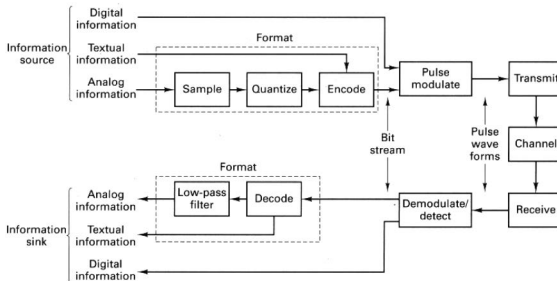 Digital
information
Format
Information
source
Textual
information
Analog
information
Sample
Quantize
Encode
Pulse
modulate
Transmit
Bit
stream
Pulse
wave
forms
Channel
Format
Analog
information
Low-pass
filter
Decode
Demodulate/
detect
Receive
Information
sink
Textual
information
Digital
information